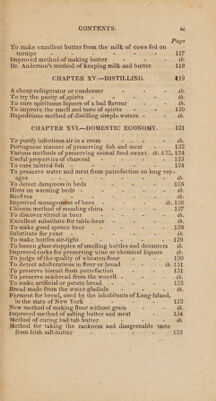 CONTENTS. xi
Page
To make excellent butter from the milk of cows fed on
turnips - - - - - 117
Improved method of making butter - - - ib.
Dr. Anderson's method of keeping milk and butter 118
CHAPTER XV.—DISTILLING. 119
A cheap refrigerator or condenser - - - ib.
To try the purity of spirits - - - - ib.
To cure spirituous liquors of a bad flavour - - ib.
To improve the smell and taste of spirits - - 120
Expeditious method of distilling simple waters - ib.
CHAPTER XVI.—DOMESTIC ECONOMY. 121
To purify infectious air in a room - - - ib.
Portuguese manner of preserving fish and meat 122
Various methods of preserving animal food sweet ib. 123, 124
Useful properties of charcoal - - - 123
To cure tainted fish - - - - 124
To preserve water and meat from putrefaction on long voy-
ages - - - - - ib.
To detect dampness in beds - - - 125
Hints on warming beds - - - - ib.
Beef-tea - - - - - ib.
Improved management of bees - - ib. 126
Chinese method of mending china - - 127
To discover vitriol in beer - - - ib.
Excellent substitute for table-beer - - ib.
To make good spruce beer - - - 128
Substitute for yeast - - - - ib.
To make bottles air-tight - - - 129
To loosen glass stopples of smelling bottles and decanters ib.
Improved corks for preserving wine or chemical liquors ib.
To judge of the quality of wheaten flour - - 130
To detect adulterations in flour or bread - ib. 131
To preserve biscuit from putrefaction - - 131
To preserve sea-bread from the worm - - ib.
To make artificial or potato bread - - 132
Bread made from the water-gladiole - - ib.
Ferment for bread, used by the inhabitants of Long Island,
in the state of New York - - - 133
New method of making flour without grain - ib.
Improved method of salting butter and meat - 134
Method of curing bad tub butter - - ib.
Method for taking the rankness and disagreeable taste
from Irish salt-butter - - - 135